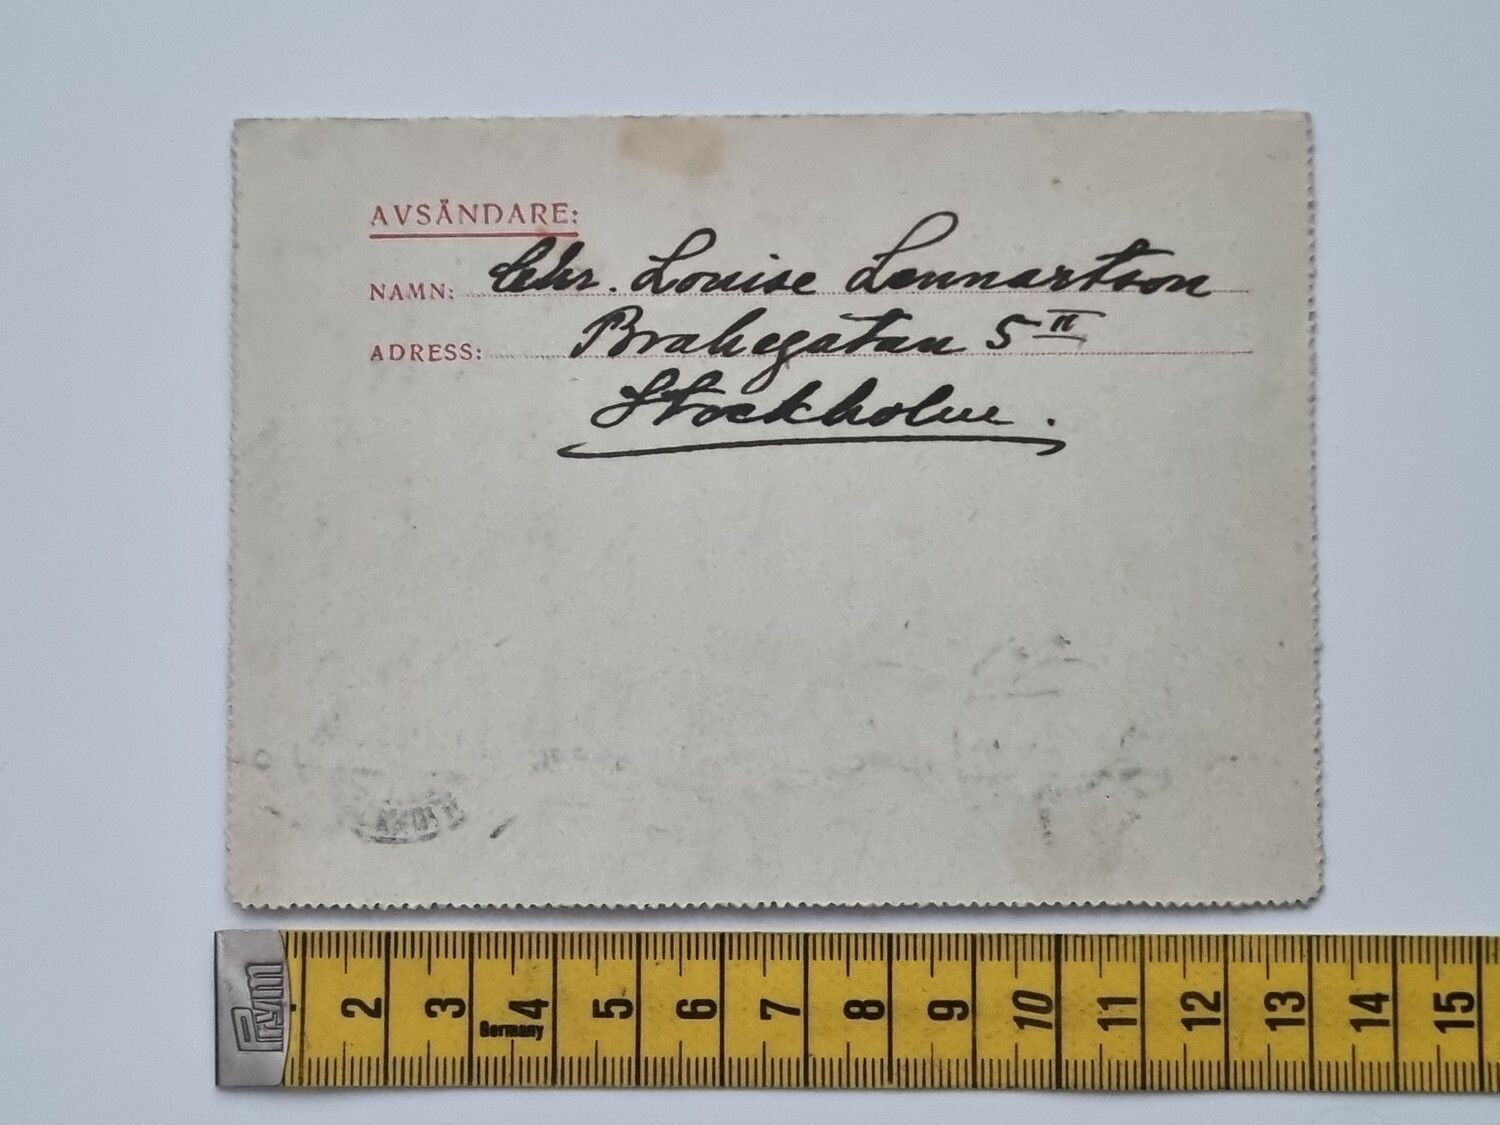 AVSÄNDARE:
NAMN: Chr. Louise Lennartson
ADRESS: Brahegatan 5 II
Stockholm.
Prym
2 3 4 5 6 7 8 9 10 11 12 13 14 15
Germany